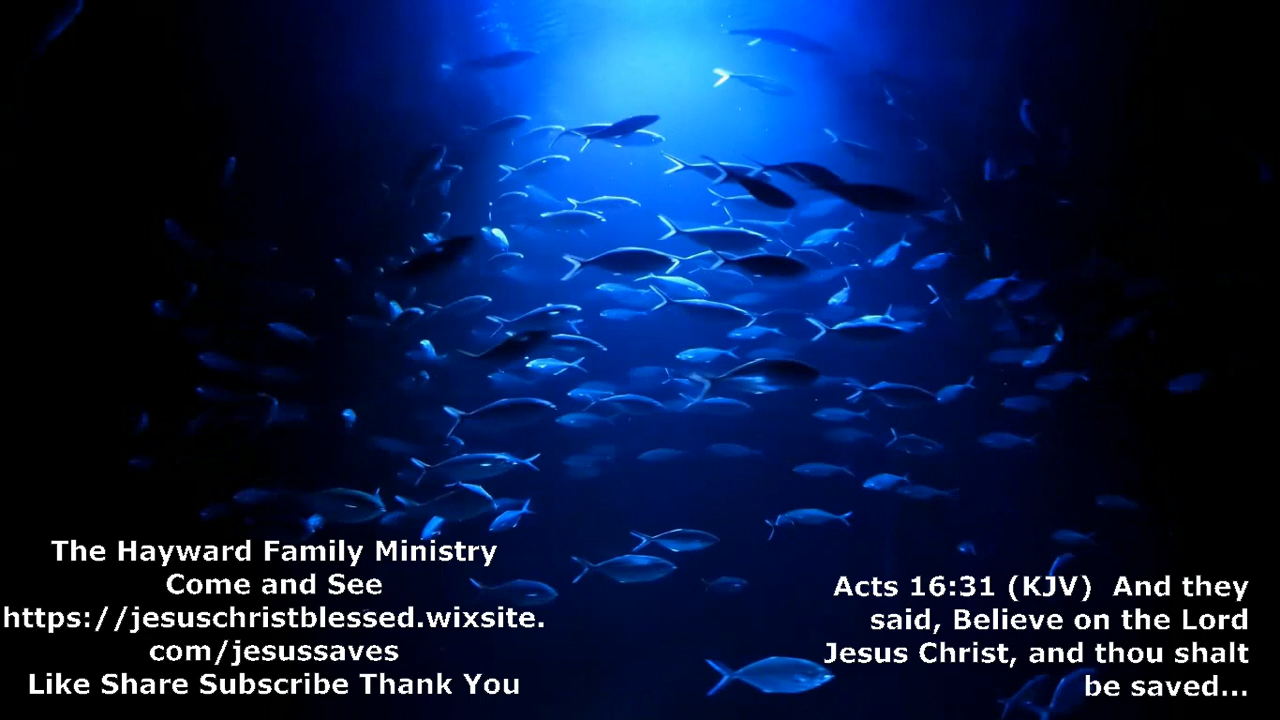 The Hayward Family Ministry
Come and See
https://jesuschristblessed.wixsite.
com/jesussaves
Like Share Subscribe Thank You
Acts 16:31 (KJV)  And they
said, Believe on the Lord
Jesus Christ, and thou shalt
be saved...